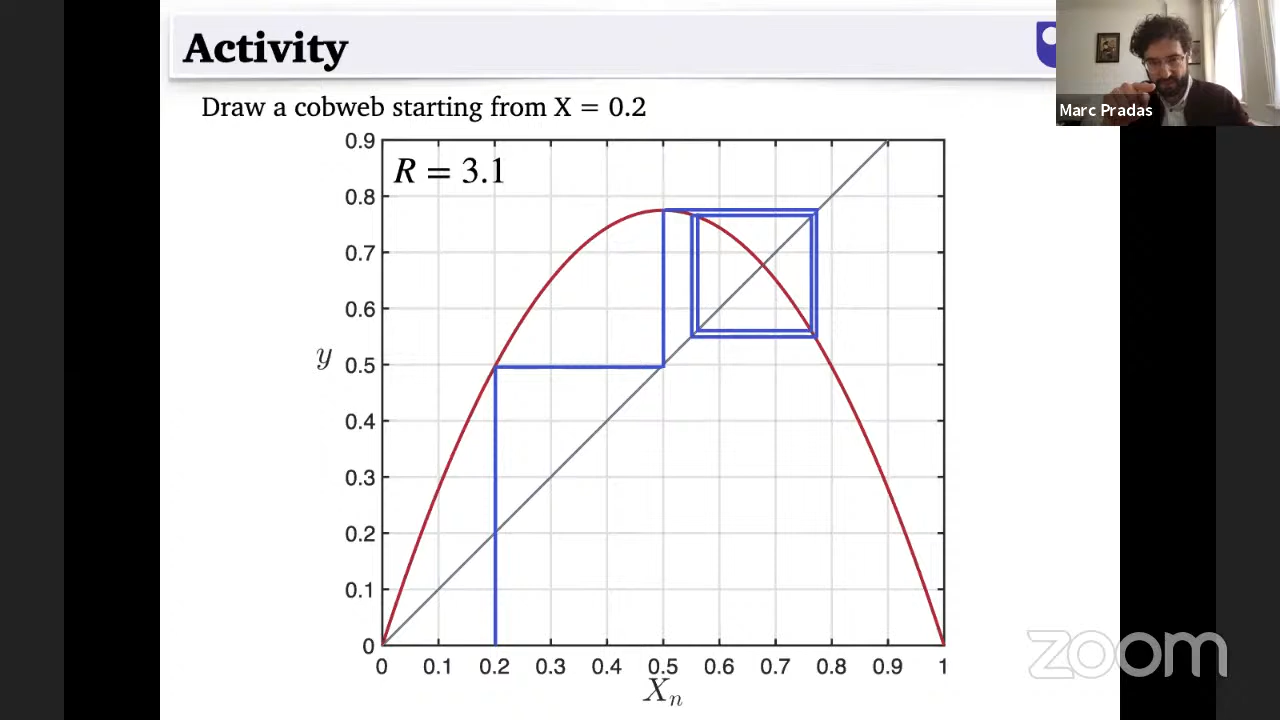 Activity
Marc Pradas
Draw a cobweb starting from X = 0.2
R = 3.1
0.9
0.8
0.7
0.6
0.5
0.4
0.3
0.2
0.1
0
y
0 0.1 0.2 0.3 0.4 0.5 0.6 0.7 0.8 0.9 1
Xₙ
zoom